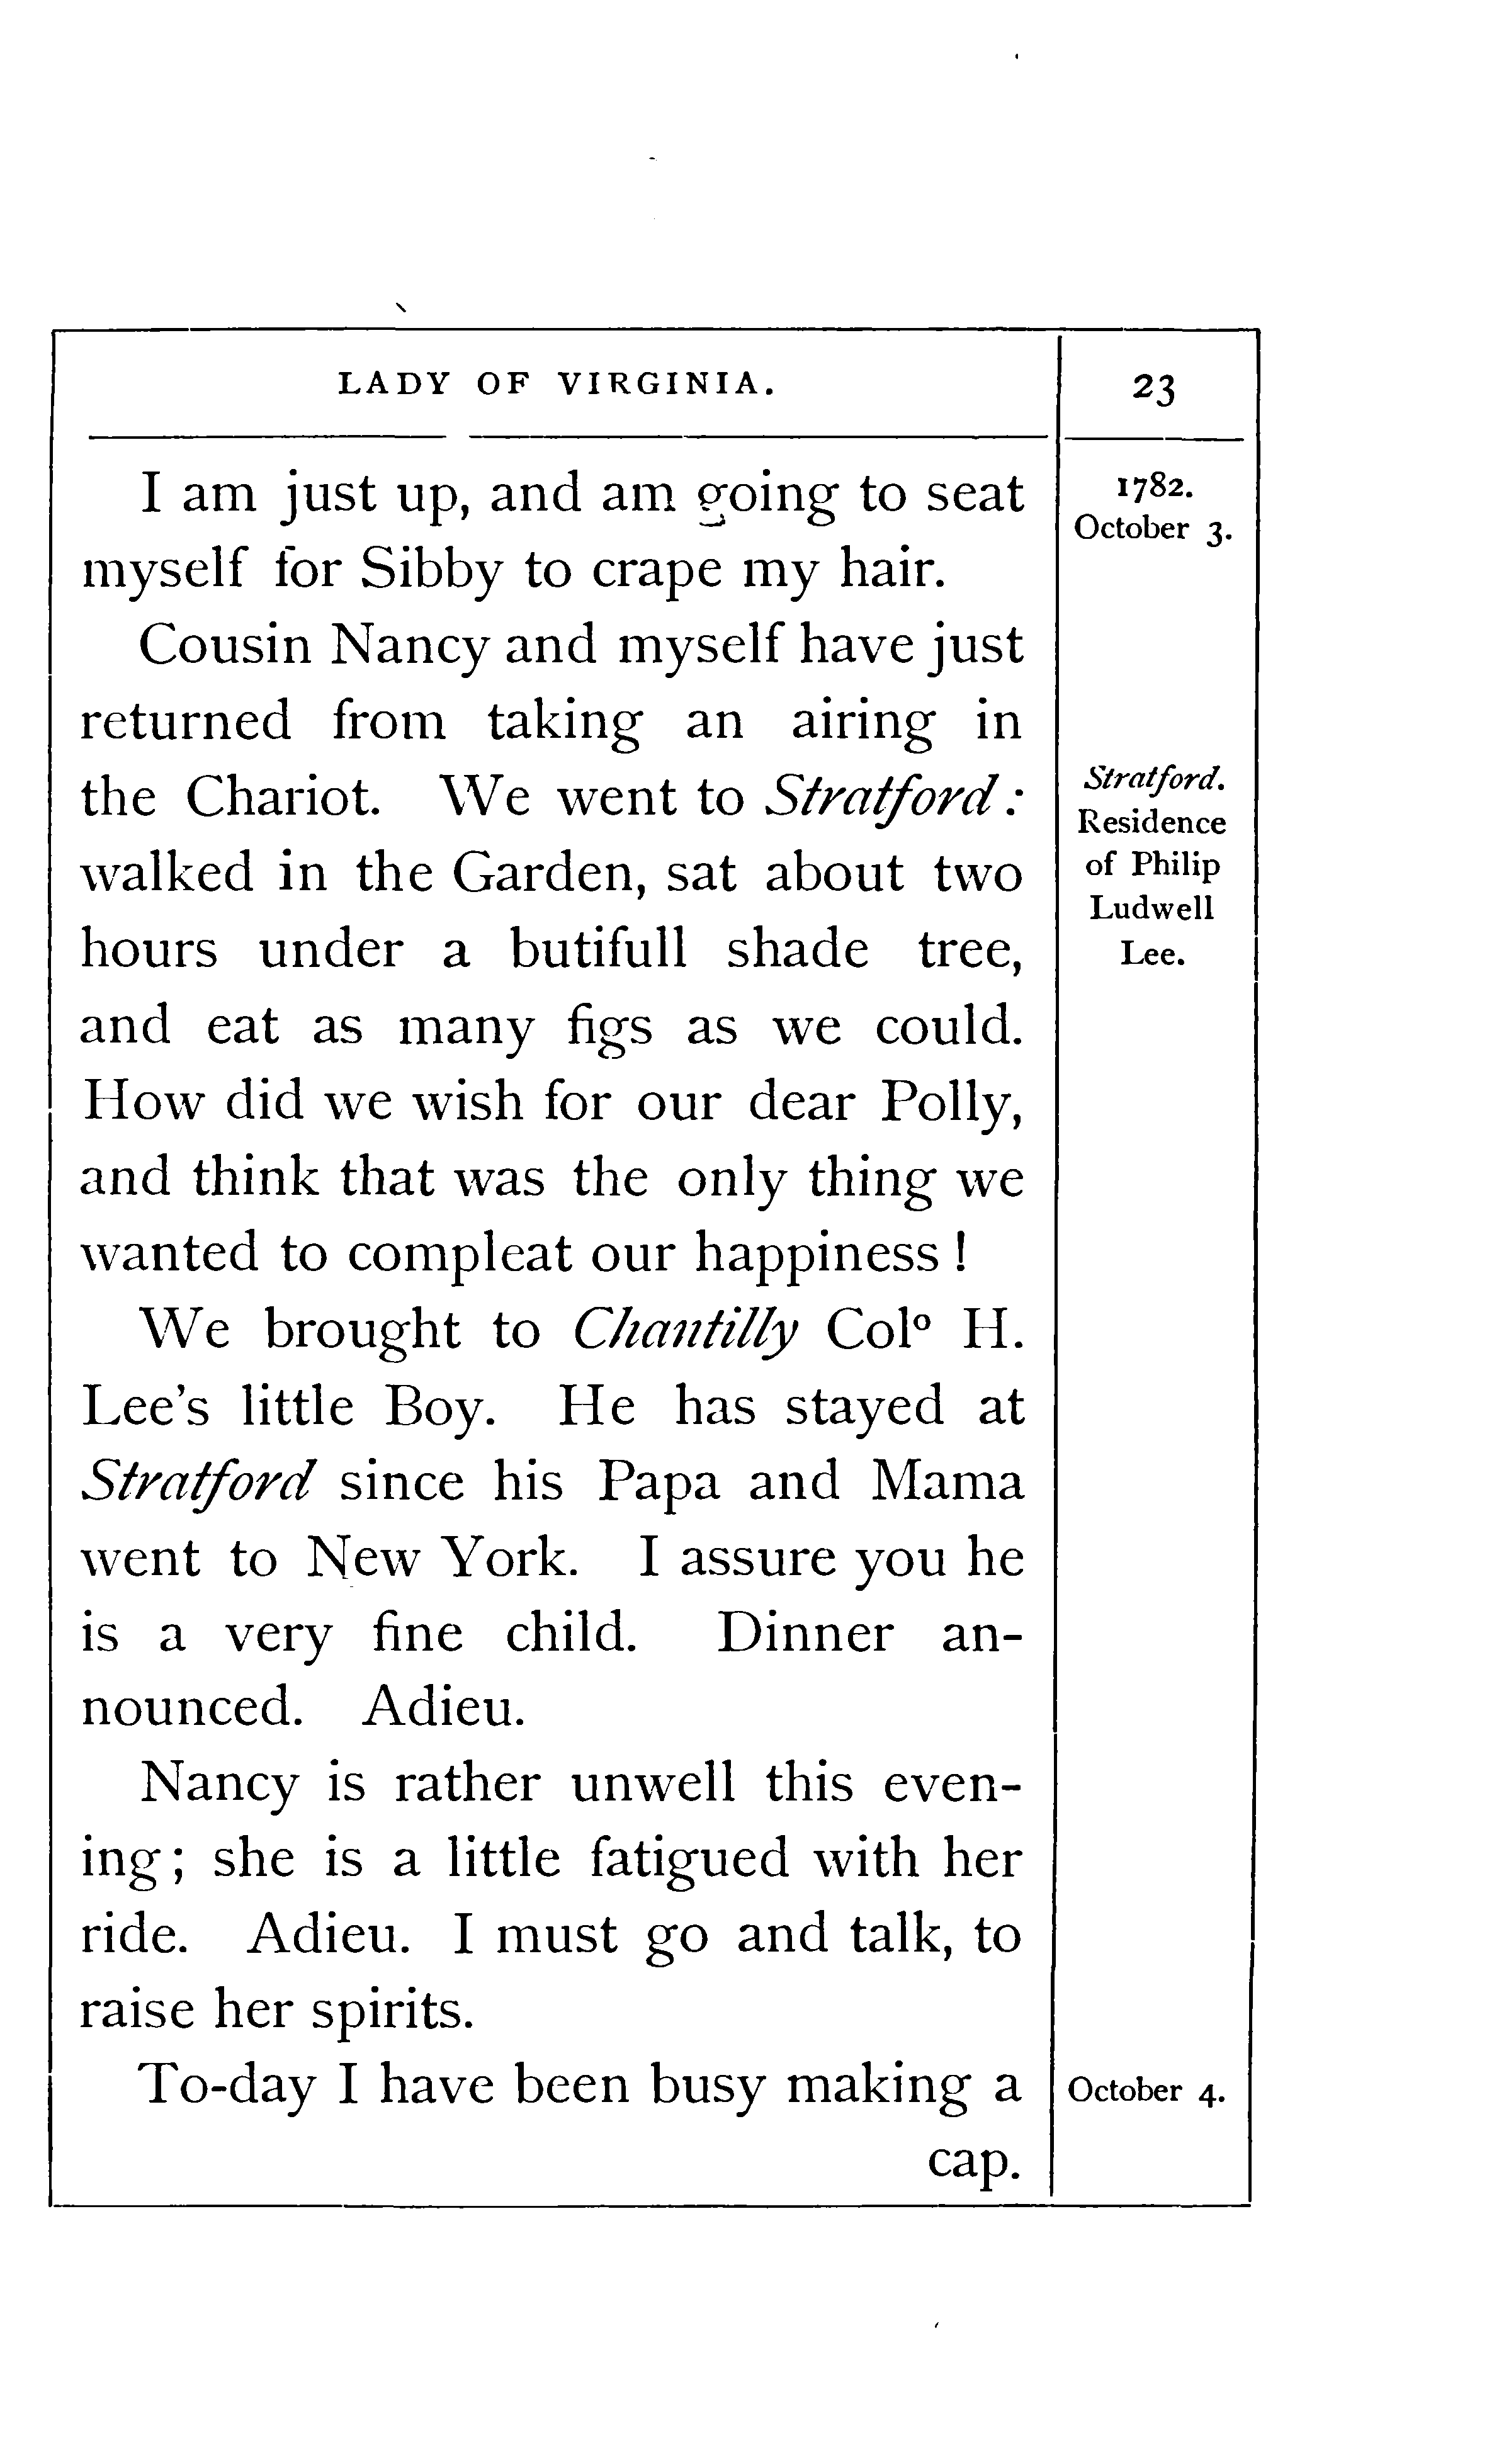 LADY OF VIRGINIA.
23
I am just up, and am going to seat
myself for Sibby to crape my hair.
Cousin Nancy and myself have just
returned from taking an airing in
the Chariot. We went to Stratford:
walked in the Garden, sat about two
hours under a butifull shade tree,
and eat as many figs as we could.
How did we wish for our dear Polly,
and think that was the only thing we
wanted to compleat our happiness!
We brought to Chantilly Colº H.
Lee's little Boy. He has stayed at
Stratford since his Papa and Mama
went to New York. I assure you he
is a very fine child. Dinner an-
nounced. Adieu.
Nancy is rather unwell this even-
ing; she is a little fatigued with her
ride. Adieu. I must go and talk, to
raise her spirits.
To-day I have been busy making a
cap.
1782.
October 3.
Stratford.
Residence
of Philip
Ludwell
Lee.
October 4.